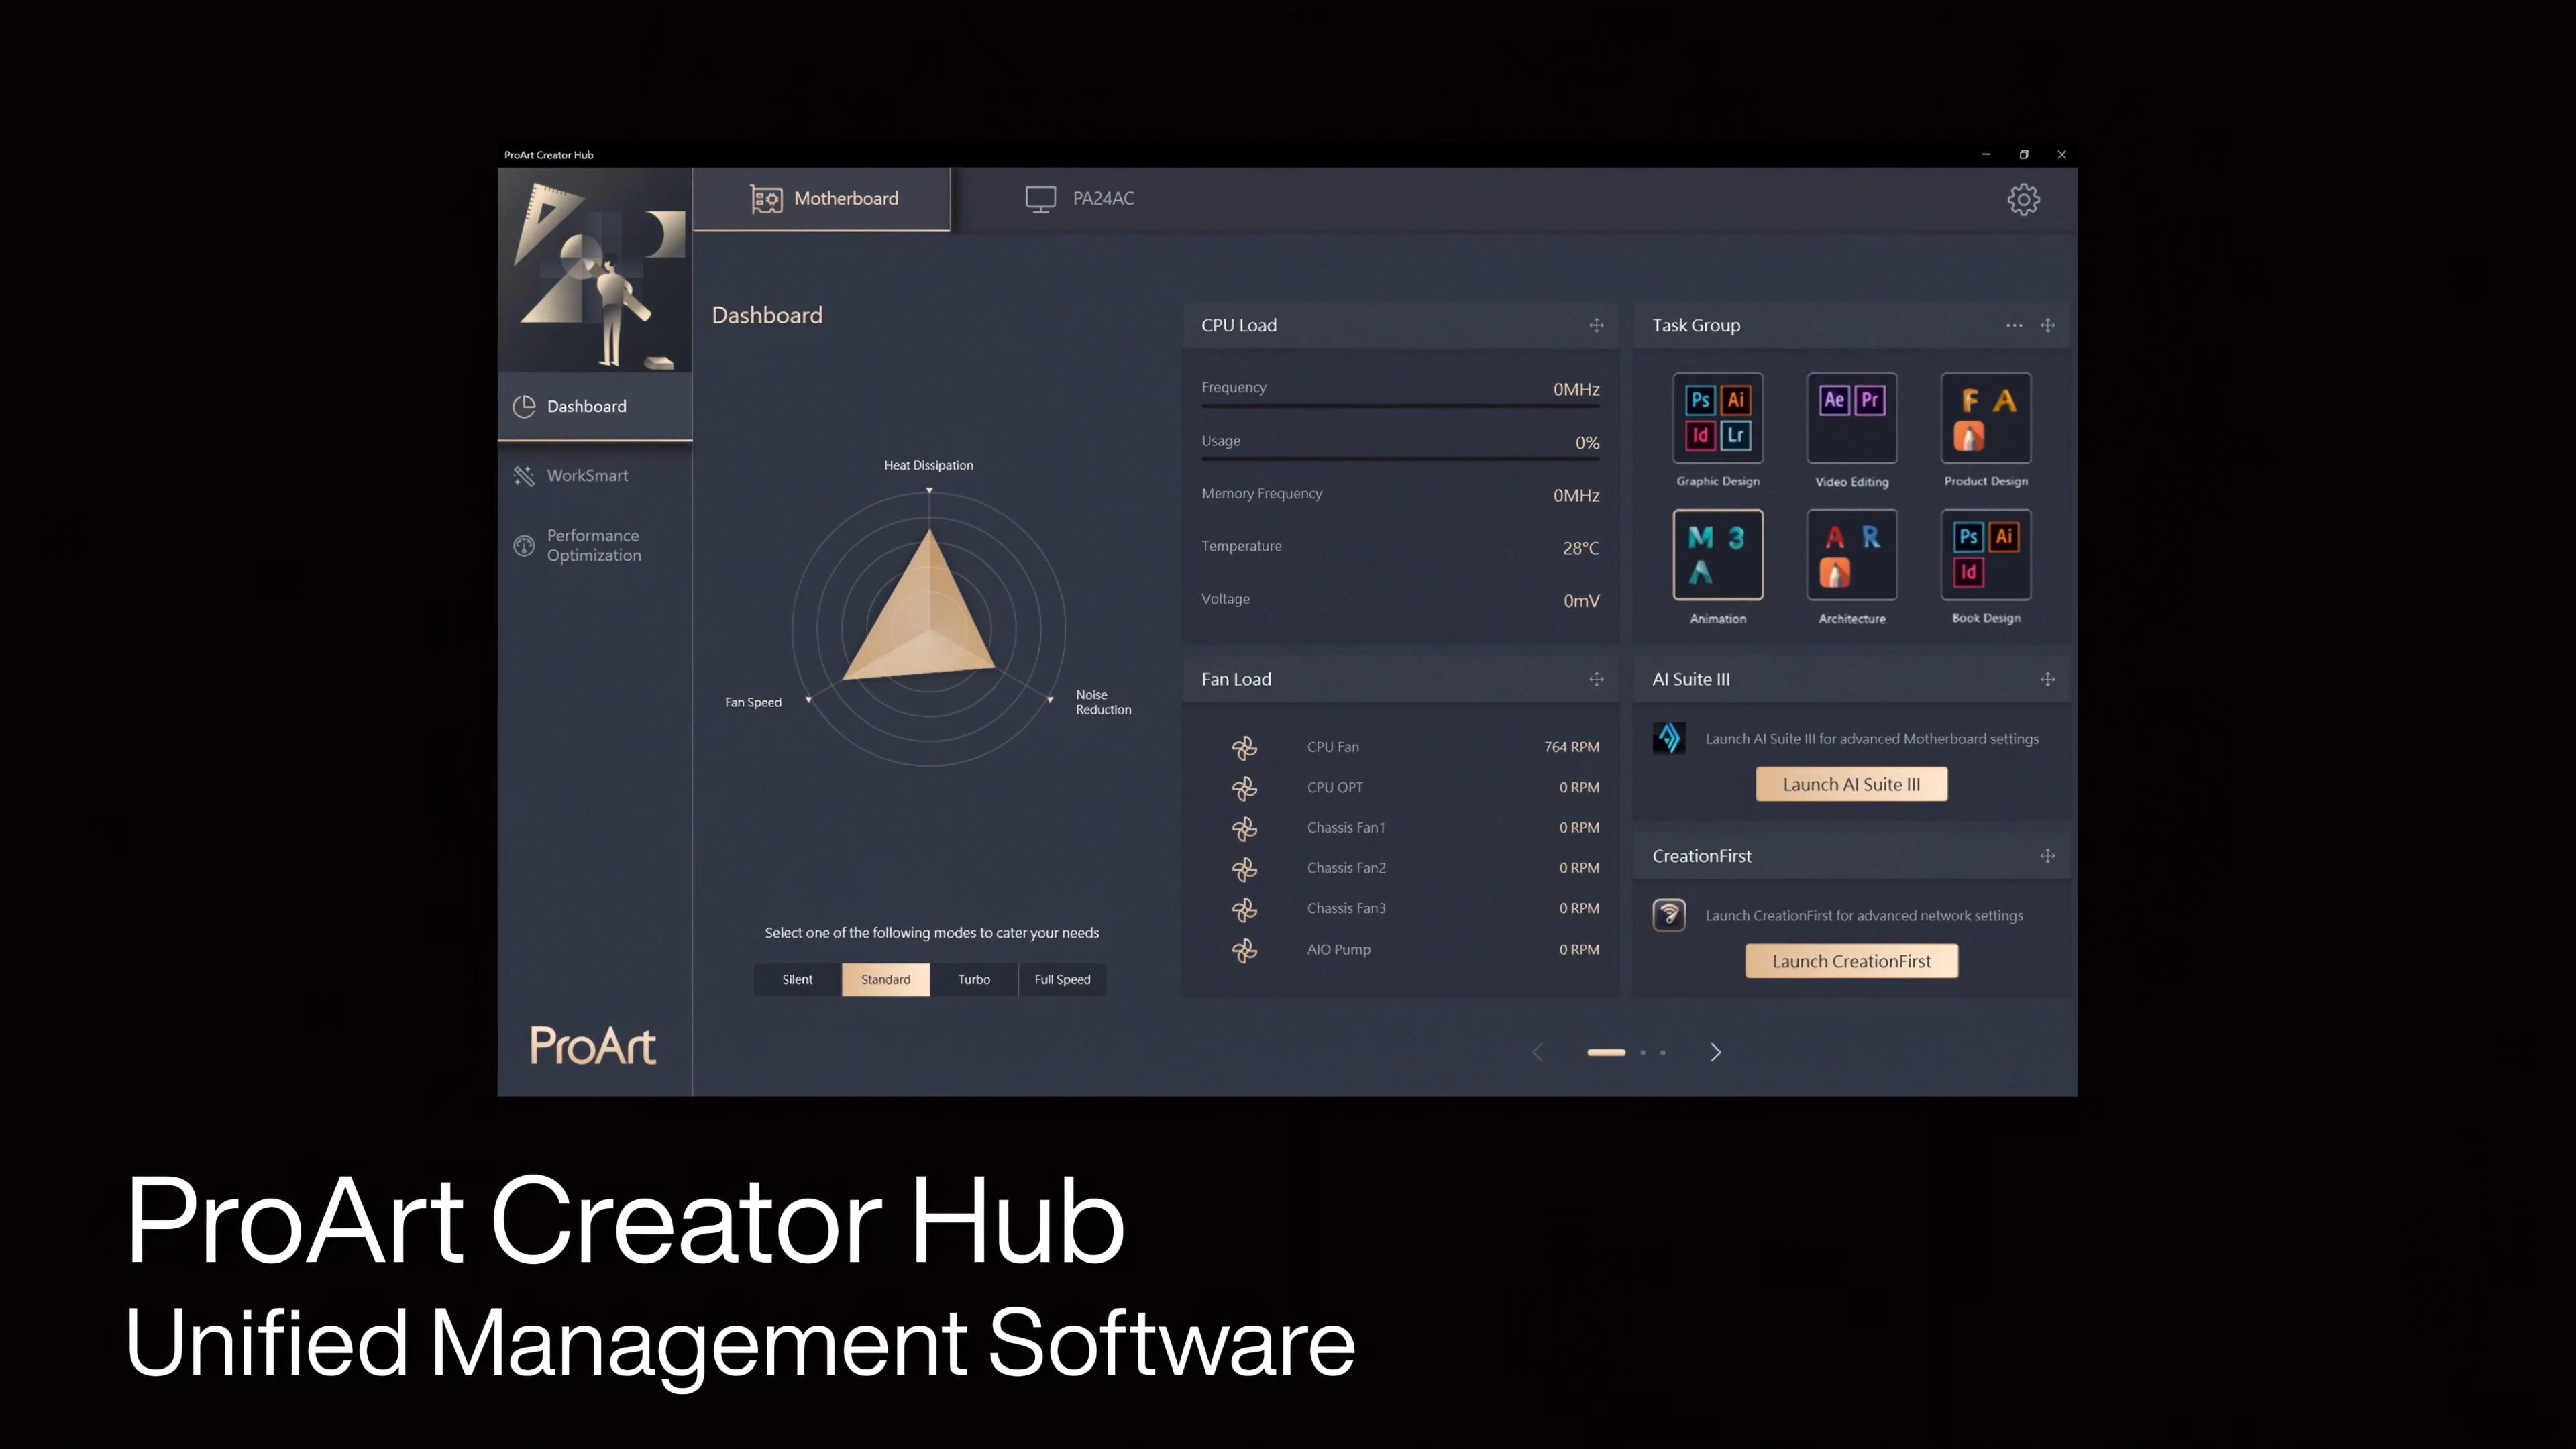 ProArt Creator Hub
Motherboard
PA24AC
Dashboard
WorkSmart
Performance
Optimization
ProArt
Dashboard
Heat Dissipation
Fan Speed
Noise
Reduction
Select one of the following modes to cater your needs
Silent
Standard
Turbo
Full Speed
CPU Load
Frequency 0MHz
Usage 0%
Memory Frequency 0MHz
Temperature 28°C
Voltage 0mV
Fan Load
CPU Fan 764 RPM
CPU OPT 0 RPM
Chassis Fan1 0 RPM
Chassis Fan2 0 RPM
Chassis Fan3 0 RPM
AIO Pump 0 RPM
Task Group
Ps Ai
Id Lr
Graphic Design
Ae Pr
Video Editing
F A
Product Design
M 3
A
Animation
A R
Architecture
Ps Ai
Id
Book Design
AI Suite III
Launch AI Suite III for advanced Motherboard settings
Launch AI Suite III
CreationFirst
Launch CreationFirst for advanced network settings
Launch CreationFirst
ProArt Creator Hub
Unified Management Software